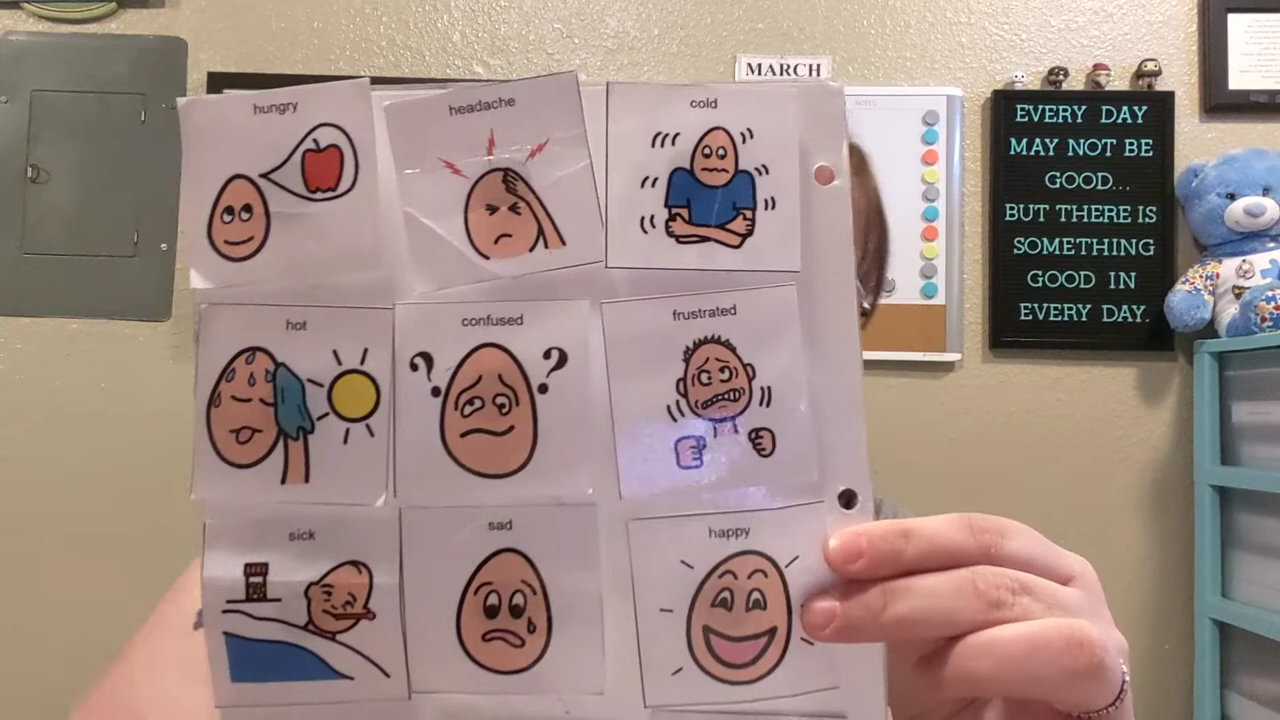 MARCH
hungry
headache
cold
hot
confused
frustrated
sick
sad
happy
NOTES
EVERY DAY
MAY NOT BE
GOOD...
BUT THERE IS
SOMETHING
GOOD IN
EVERY DAY.